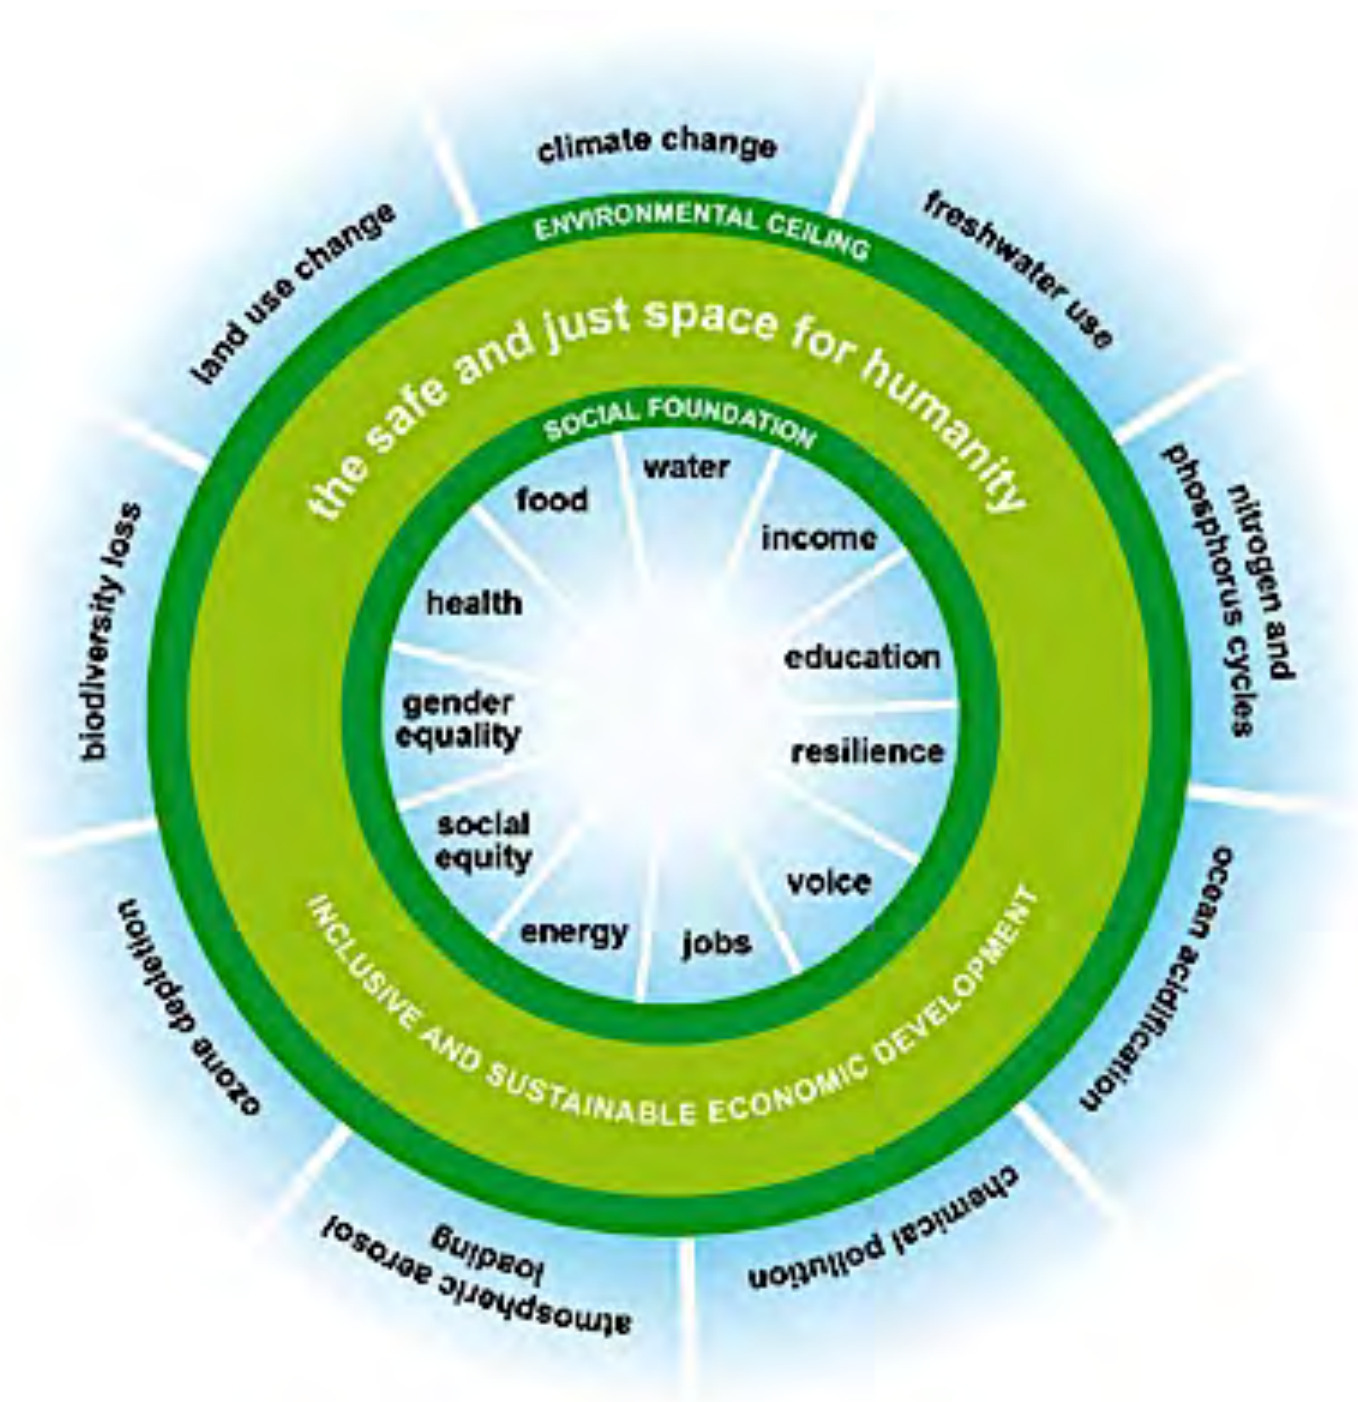 climate change
freshwater use
nitrogen and
phosphorus cycles
ocean acidification
chemical pollution
atmospheric aerosol
loading
ozone depletion
biodiversity loss
land use change
ENVIRONMENTAL CEILING
the safe and just space for humanity
SOCIAL FOUNDATION
water
income
education
resilience
voice
jobs
energy
social
equity
gender
equality
health
food
INCLUSIVE AND SUSTAINABLE ECONOMIC DEVELOPMENT